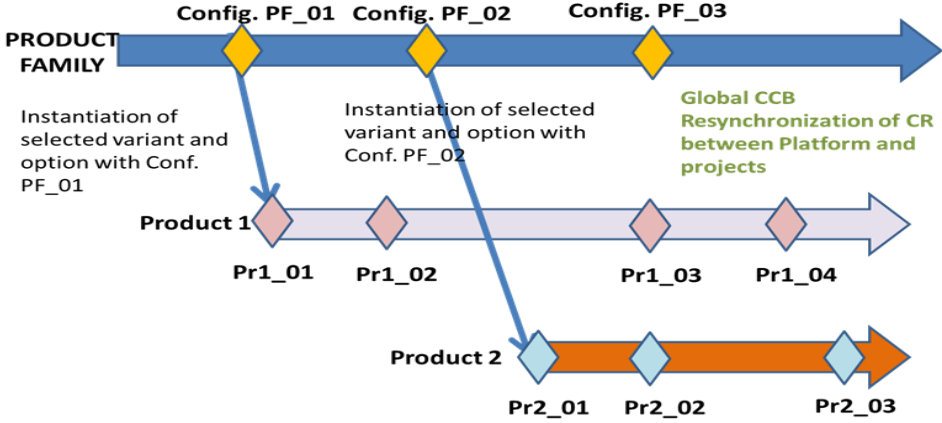 Config. PF_01
Config. PF_02
Config. PF_03
PRODUCT
FAMILY
Instantiation of
selected variant and
option with Conf.
PF_01
Instantiation of selected
variant and option with
Conf. PF_02
Global CCB
Resynchronization of CR
between Platform and
projects
Product 1
Pr1_01
Pr1_02
Pr1_03
Pr1_04
Product 2
Pr2_01
Pr2_02
Pr2_03